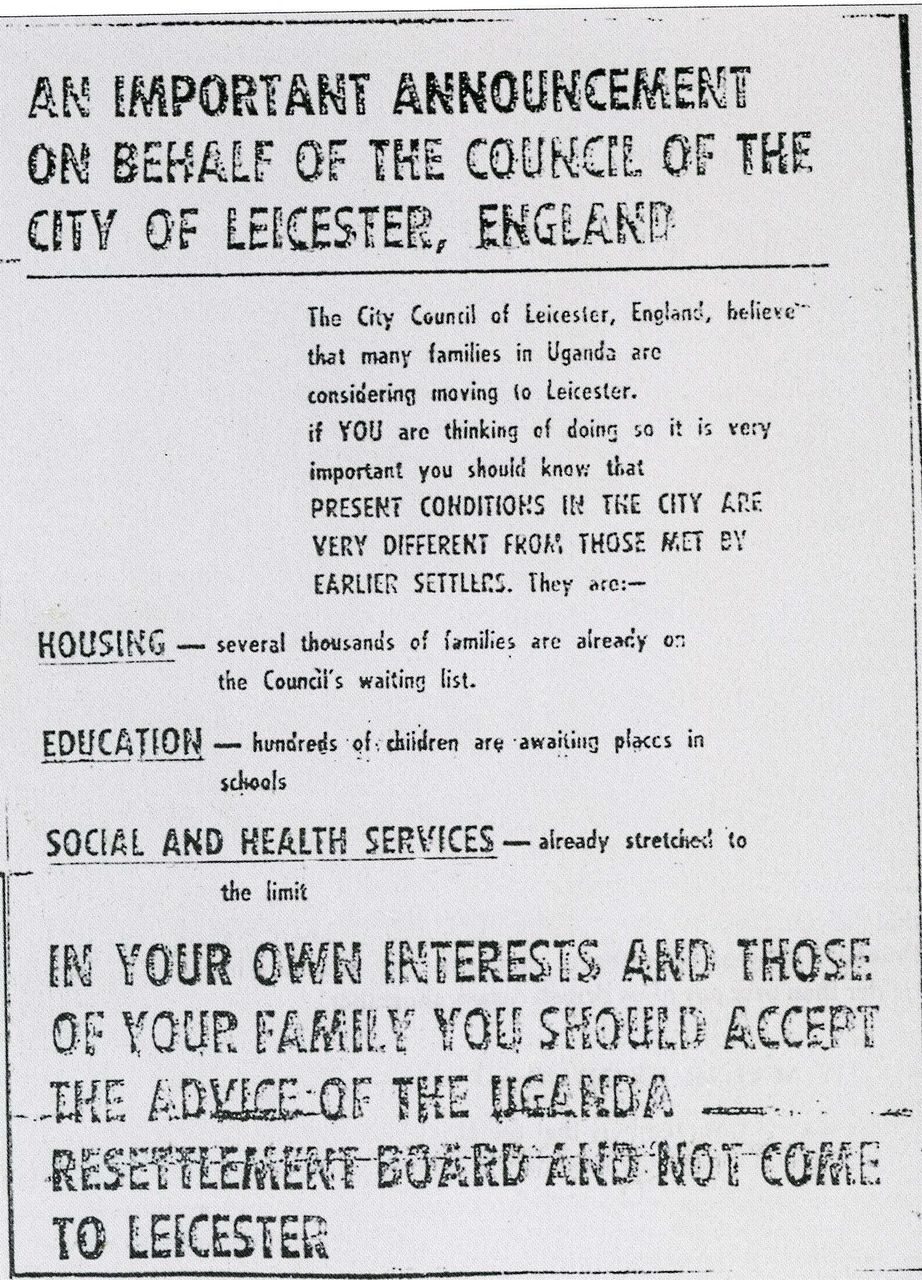 AN IMPORTANT ANNOUNCEMENT
ON BEHALF OF THE COUNCIL OF THE
CITY OF LEICESTER, ENGLAND
The City Council of Leicester, England, believe
that many families in Uganda are
considering moving to Leicester.
if YOU are thinking of doing so it is very
important you should know that
PRESENT CONDITIONS IN THE CITY ARE
VERY DIFFERENT FROM THOSE MET BY
EARLIER SETTLERS. They are:—
HOUSING — several thousands of families are already on
the Council's waiting list.
EDUCATION — hundreds of children are awaiting places in
schools
SOCIAL AND HEALTH SERVICES — already stretched to
the limit
IN YOUR OWN INTERESTS AND THOSE
OF YOUR FAMILY YOU SHOULD ACCEPT
THE ADVICE OF THE UGANDA
RESETTLEMENT BOARD AND NOT COME
TO LEICESTER